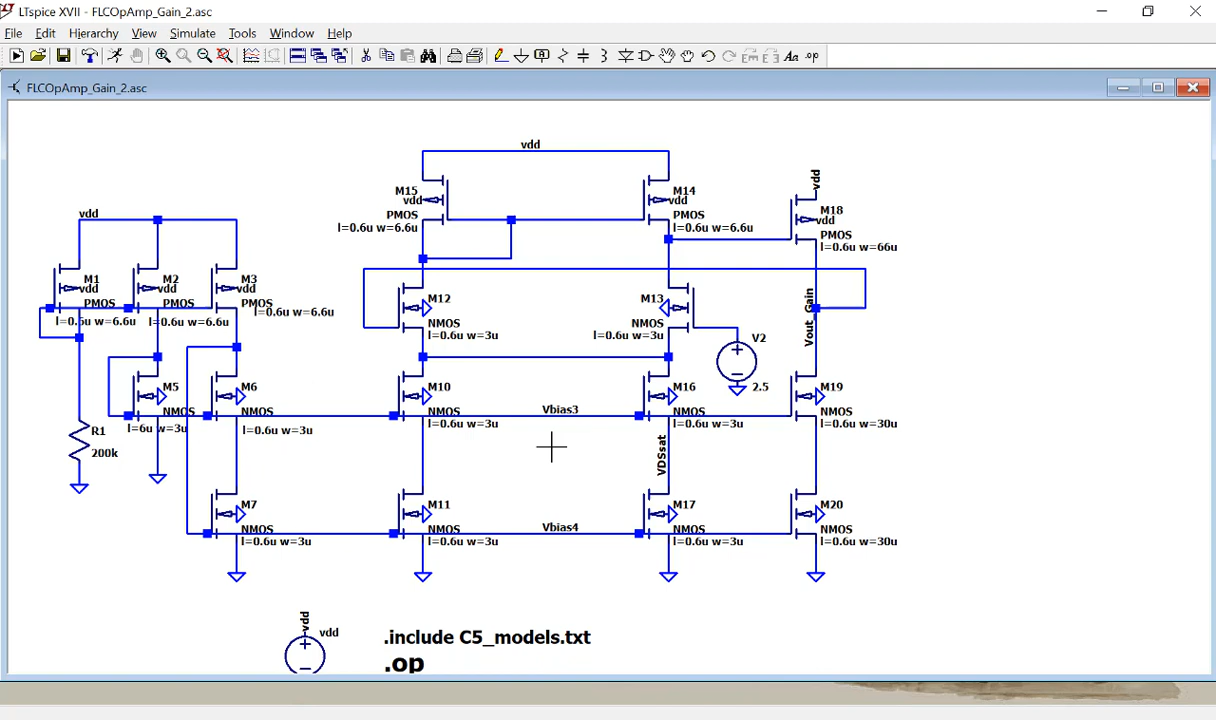 LTspice XVII - FLCOpAmp_Gain_2.asc
File Edit Hierarchy View Simulate Tools Window Help
Aa .op
FLCOpAmp_Gain_2.asc
vdd
M15
vdd
PMOS
l=0.6u w=6.6u
M14
vdd
PMOS
l=0.6u w=6.6u
vdd
M18
vdd
PMOS
l=0.6u w=66u
vdd
M1
vdd
PMOS
l=0.6u w=6.6u
M2
vdd
PMOS
l=0.6u w=6.6u
M3
vdd
PMOS
l=0.6u w=6.6u
M12
NMOS
l=0.6u w=3u
M13
NMOS
l=0.6u w=3u
V2
2.5
Vout_Gain
M5
NMOS
l=6u w=3u
M6
NMOS
l=0.6u w=3u
M10
NMOS
l=0.6u w=3u
Vbias3
M16
NMOS
l=0.6u w=3u
M19
NMOS
l=0.6u w=30u
R1
200k
VDSsat
M7
NMOS
l=0.6u w=3u
M11
NMOS
l=0.6u w=3u
Vbias4
M17
NMOS
l=0.6u w=3u
M20
NMOS
l=0.6u w=30u
vdd
vdd
.include C5_models.txt
.op